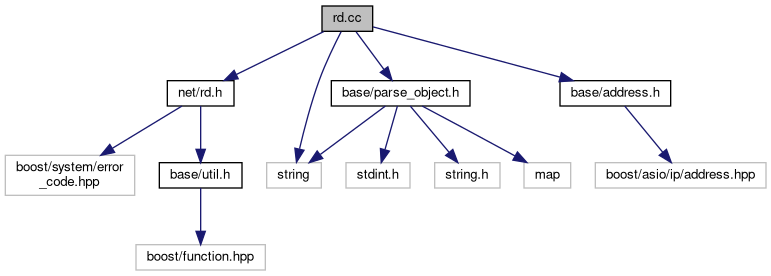 rd.cc
net/rd.h
base/parse_object.h
base/address.h
boost/system/error
_code.hpp
base/util.h
string
stdint.h
string.h
map
boost/asio/ip/address.hpp
boost/function.hpp